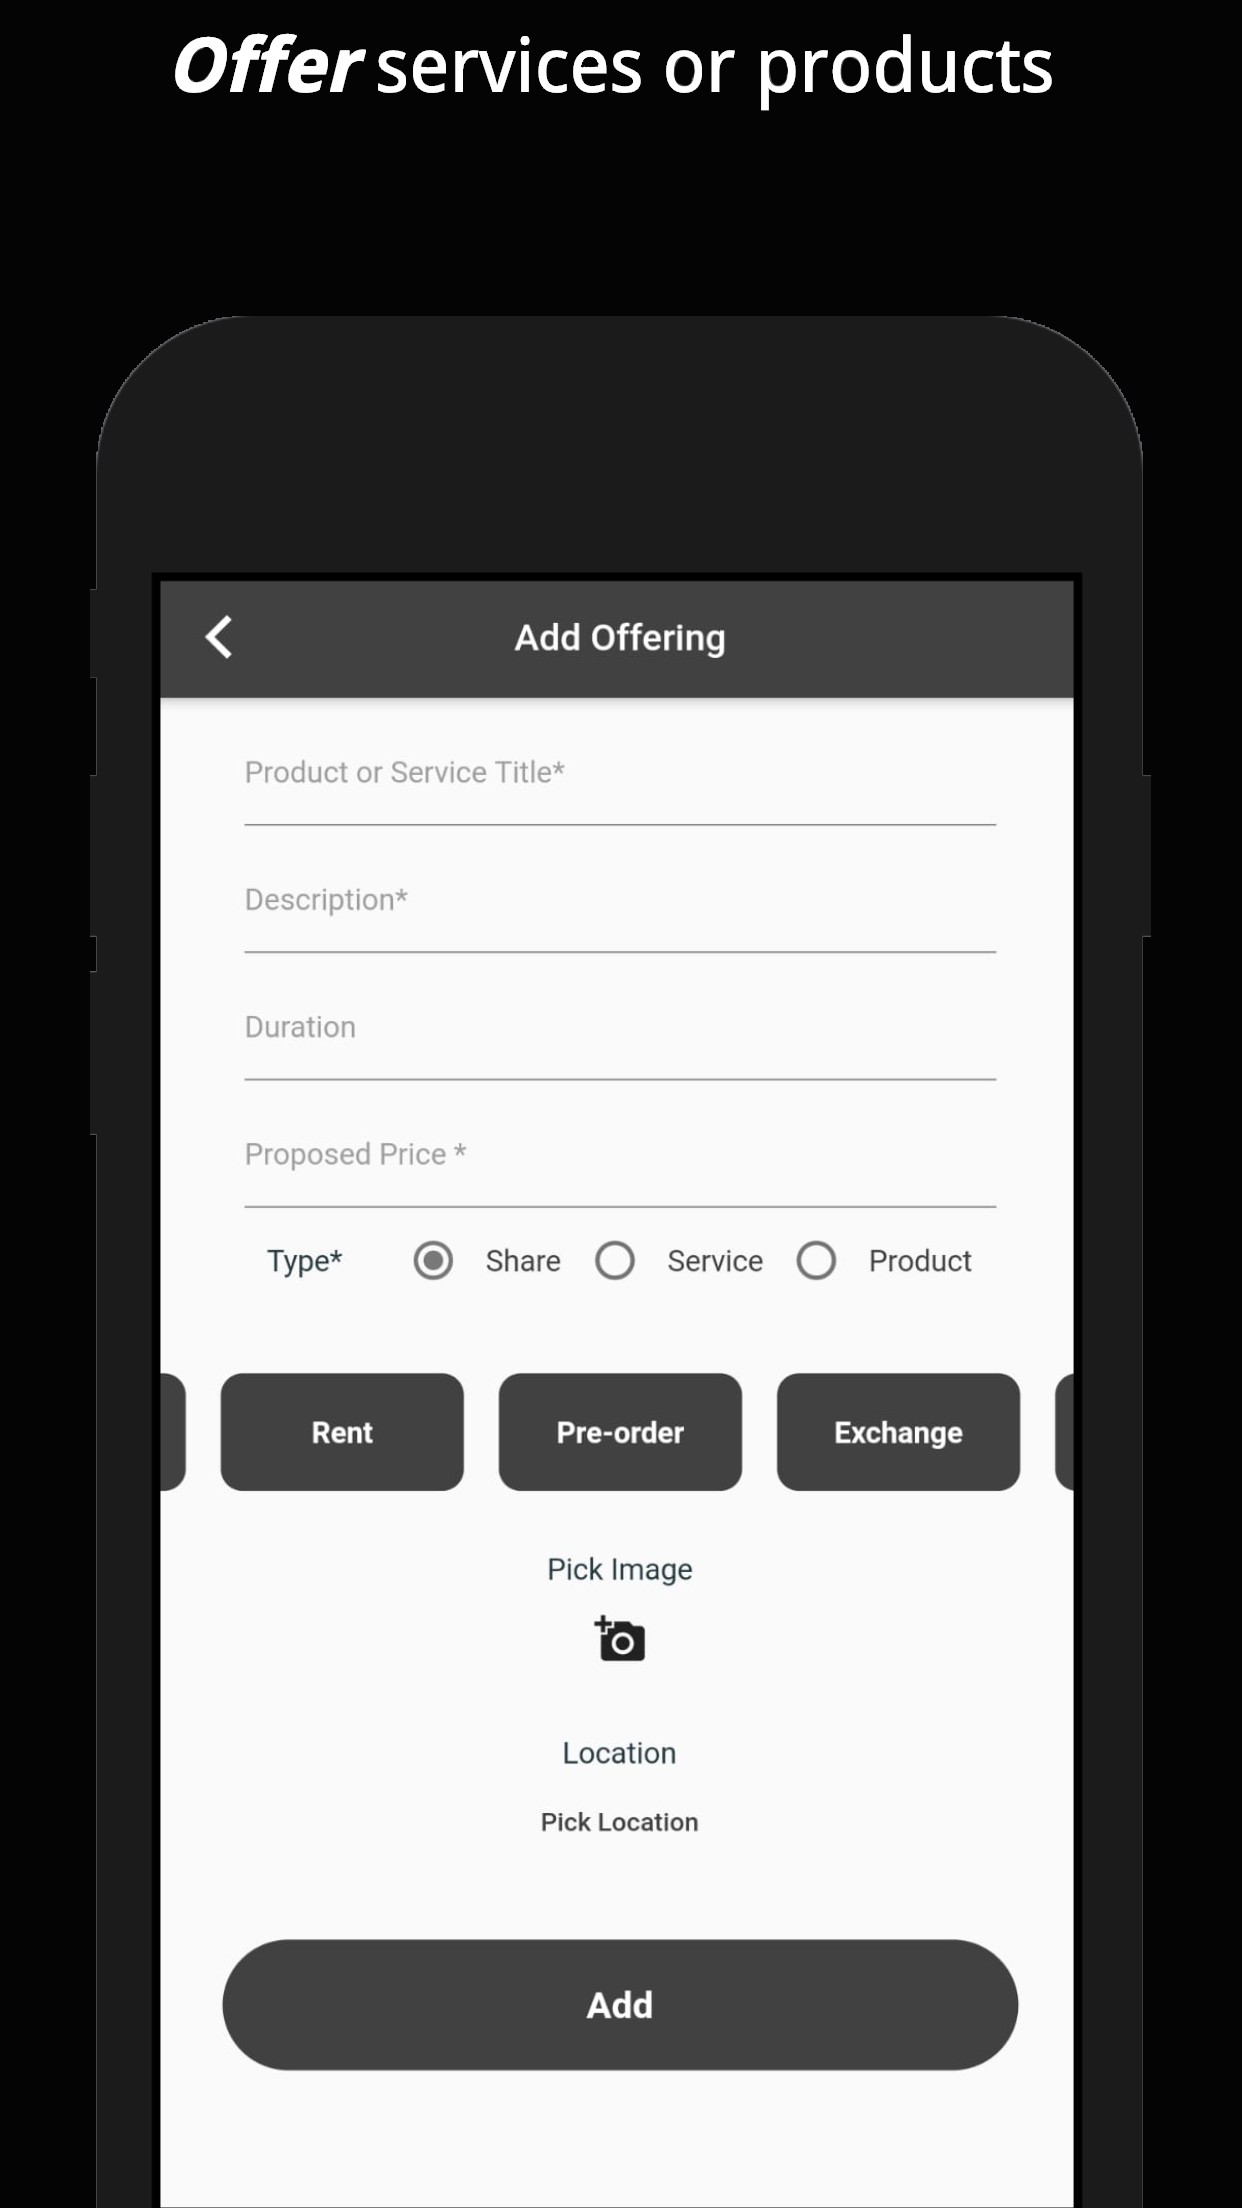 Offer services or products
Add Offering
Product or Service Title*
Description*
Duration
Proposed Price *
Type* Share Service Product
Rent Pre-order Exchange
Pick Image
Location
Pick Location
Add